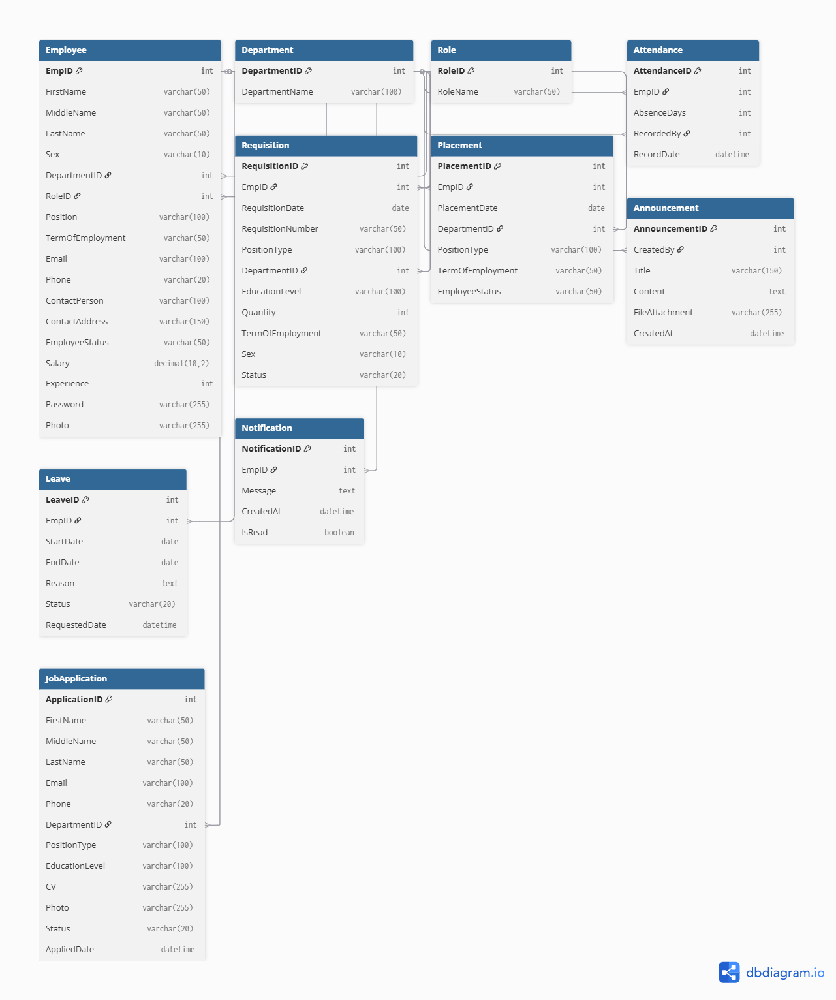 Employee
EmpID int
FirstName varchar(50)
MiddleName varchar(50)
LastName varchar(50)
Sex varchar(10)
DepartmentID int
RoleID int
Position varchar(100)
TermOfEmployment varchar(50)
Email varchar(100)
Phone varchar(20)
ContactPerson varchar(100)
ContactAddress varchar(150)
EmployeeStatus varchar(50)
Salary decimal(10,2)
Experience int
Password varchar(255)
Photo varchar(255)
Department
DepartmentID int
DepartmentName varchar(100)
Role
RoleID int
RoleName varchar(50)
Attendance
AttendanceID int
EmpID int
AbsenceDays int
RecordedBy int
RecordDate datetime
Requisition
RequisitionID int
EmpID int
RequisitionDate date
RequisitionNumber varchar(50)
PositionType varchar(100)
DepartmentID int
EducationLevel varchar(100)
Quantity int
TermOfEmployment varchar(50)
Sex varchar(10)
Status varchar(20)
Placement
PlacementID int
EmpID int
PlacementDate date
DepartmentID int
PositionType varchar(100)
TermOfEmployment varchar(50)
EmployeeStatus varchar(50)
Announcement
AnnouncementID int
CreatedBy int
Title varchar(150)
Content text
FileAttachment varchar(255)
CreatedAt datetime
Notification
NotificationID int
EmpID int
Message text
CreatedAt datetime
IsRead boolean
Leave
LeaveID int
EmpID int
StartDate date
EndDate date
Reason text
Status varchar(20)
RequestedDate datetime
JobApplication
ApplicationID int
FirstName varchar(50)
MiddleName varchar(50)
LastName varchar(50)
Email varchar(100)
Phone varchar(20)
DepartmentID int
PositionType varchar(100)
EducationLevel varchar(100)
CV varchar(255)
Photo varchar(255)
Status varchar(20)
AppliedDate datetime
dbdiagram.io